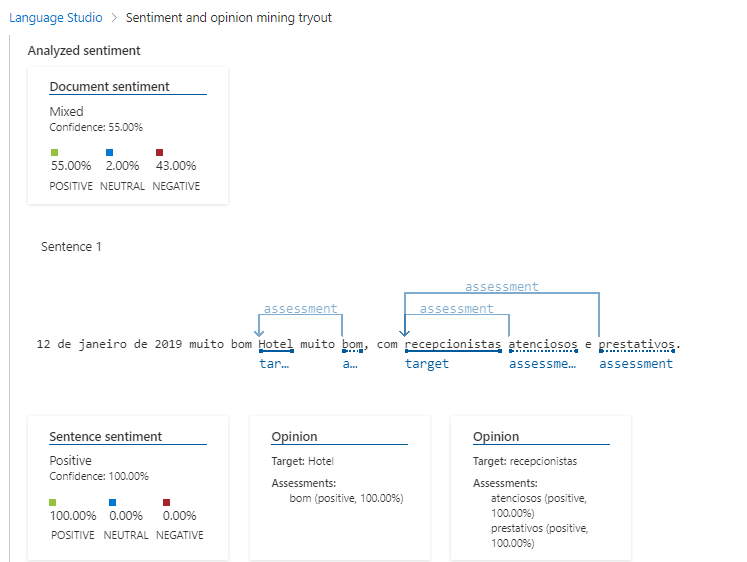 Language Studio > Sentiment and opinion mining tryout
Analyzed sentiment
Document sentiment
Mixed
Confidence: 55.00%
55.00% 2.00% 43.00%
POSITIVE NEUTRAL NEGATIVE
Sentence 1
assessment
assessment assessment
12 de janeiro de 2019 muito bom Hotel muito bom, com recepcionistas atenciosos e prestativos.
tar... a... target assessme... assessment
Sentence sentiment
Positive
Confidence: 100.00%
100.00% 0.00% 0.00%
POSITIVE NEUTRAL NEGATIVE
Opinion
Target: Hotel
Assessments:
bom (positive, 100.00%)
Opinion
Target: recepcionistas
Assessments:
atenciosos (positive,
100.00%)
prestativos (positive,
100.00%)